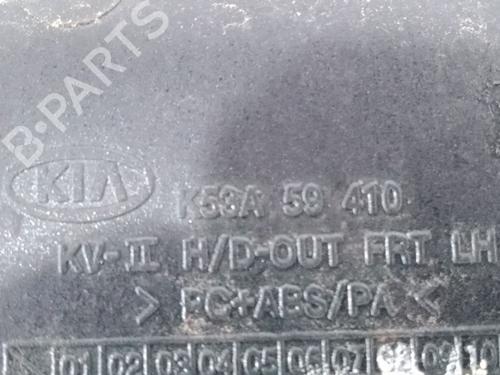 B-PARTS
KIA K53A 59 410
KV-II H/D-OUT FRT LH
> PC+ABS/PA <
01 02 03 04 05 06 07 08 09 10